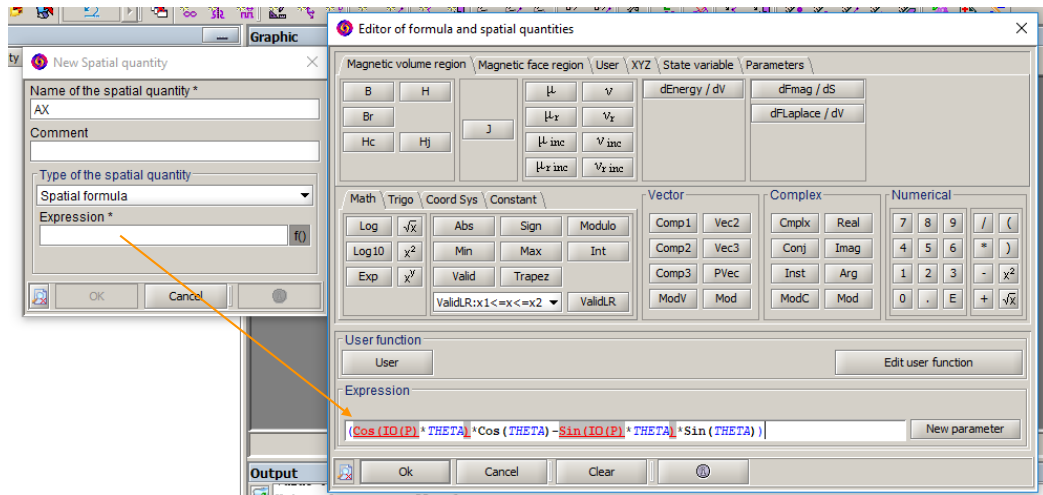 Graphic
ty
New Spatial quantity
Name of the spatial quantity *
AX
Comment
Type of the spatial quantity
Spatial formula
Expression *
f()
OK
Cancel
Output
Editor of formula and spatial quantities
Magnetic volume region
Magnetic face region
User
XYZ
State variable
Parameters
B
H
μ
ν
dEnergy / dV
dFmag / dS
Br
J
μr
νr
dFLaplace / dV
Hc
Hj
μ inc
ν inc
μr inc
νr inc
Math
Trigo
Coord Sys
Constant
Log
√x
Abs
Sign
Modulo
Log10
x²
Min
Max
Int
Exp
xʸ
Valid
Trapez
ValidLR:x1<=x<=x2
ValidLR
Vector
Comp1
Vec2
Comp2
Vec3
Comp3
PVec
ModV
Mod
Complex
Cmplx
Real
Conj
Imag
Inst
Arg
ModC
Mod
Numerical
7 8 9 / (
4 5 6 * )
1 2 3 - x²
0 . E + √x
User function
User
Edit user function
Expression
(Cos(IO(P)*THETA)*Cos(THETA)-Sin(IO(P)*THETA)*Sin(THETA))
New parameter
Ok
Cancel
Clear